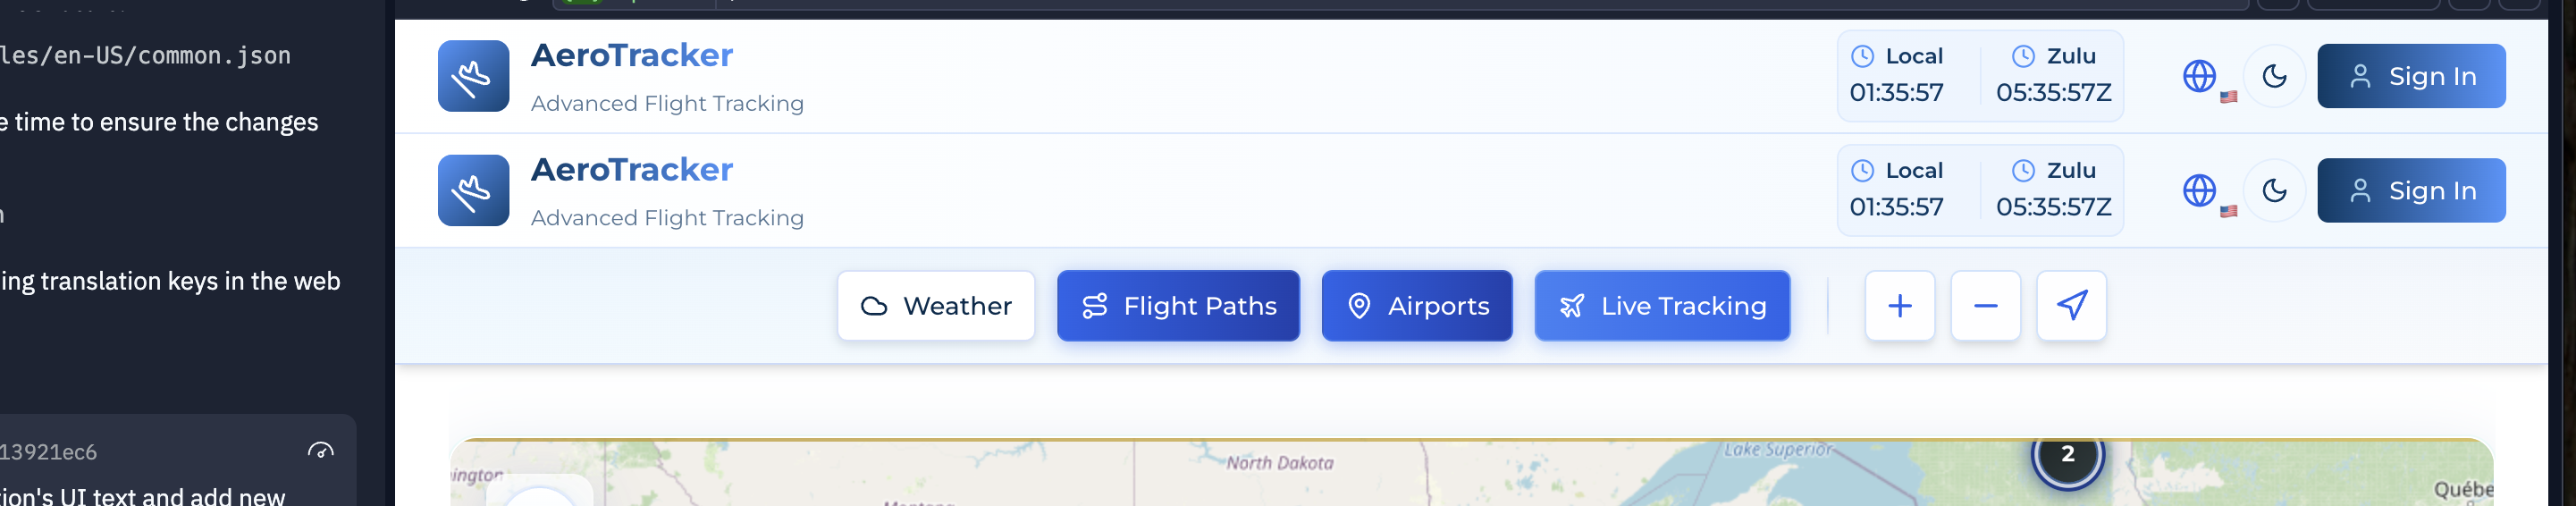 les/en-US/common.json
e time to ensure the changes
ing translation keys in the web
13921ec6
tion's UI text and add new
AeroTracker
Advanced Flight Tracking
Local
01:35:57
Zulu
05:35:57Z
Sign In
AeroTracker
Advanced Flight Tracking
Local
01:35:57
Zulu
05:35:57Z
Sign In
Weather
Flight Paths
Airports
Live Tracking
ington
North Dakota
Lake Superior
2
Montana
Québe